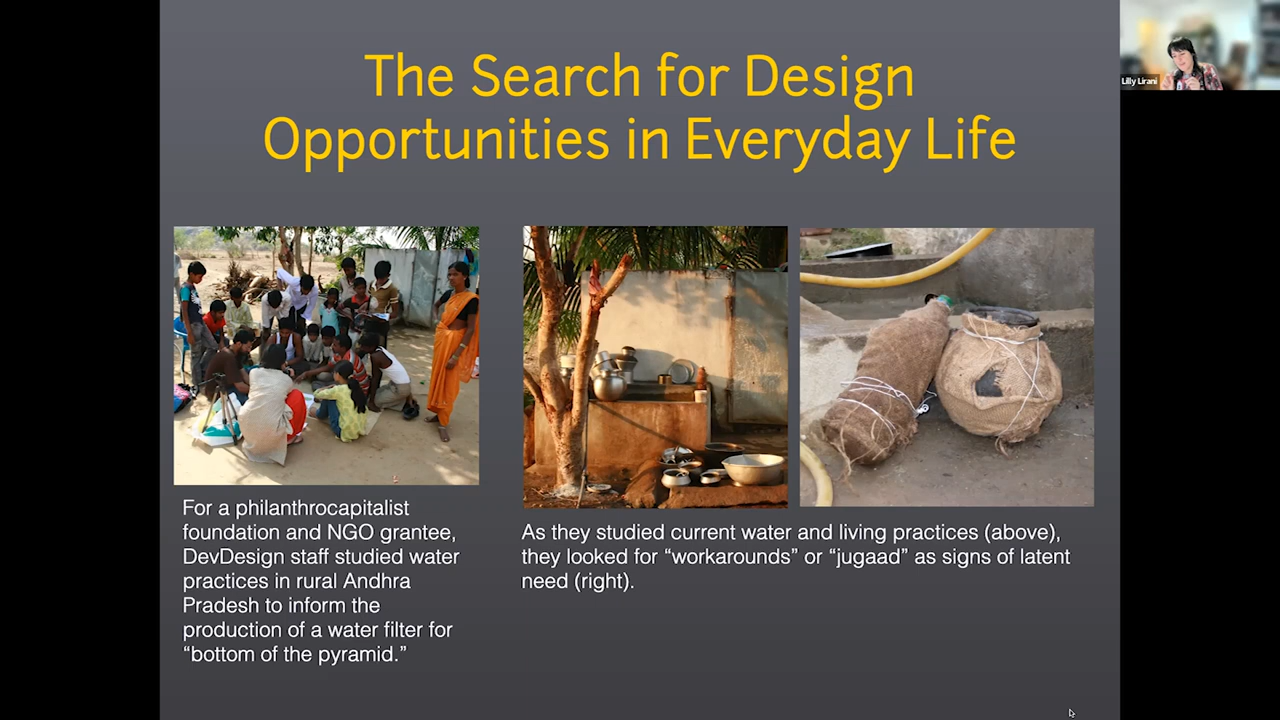 The Search for Design
Opportunities in Everyday Life
Lilly Lirani
For a philanthrocapitalist
foundation and NGO grantee,
DevDesign staff studied water
practices in rural Andhra
Pradesh to inform the
production of a water filter for
“bottom of the pyramid.”
As they studied current water and living practices (above),
they looked for “workarounds” or “jugaad” as signs of latent
need (right).